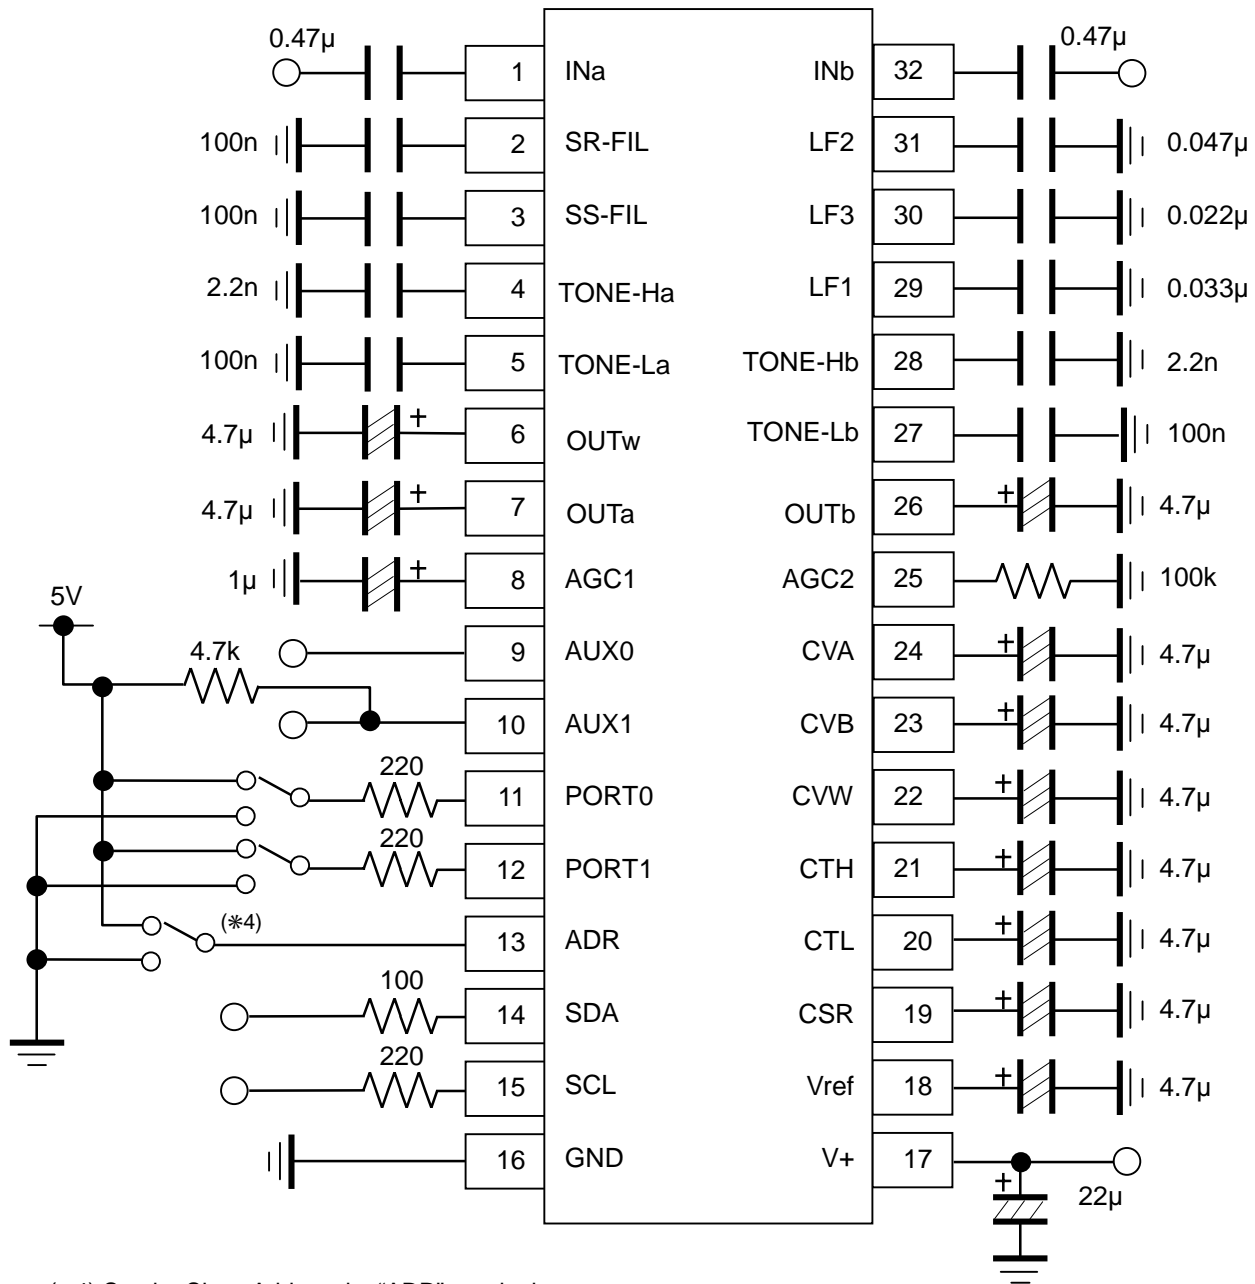 0.47µ 1 INa INb 32 0.47µ
100n 2 SR-FIL LF2 31 0.047µ
100n 3 SS-FIL LF3 30 0.022µ
2.2n 4 TONE-Ha LF1 29 0.033µ
100n 5 TONE-La TONE-Hb 28 2.2n
4.7µ + 6 OUTw TONE-Lb 27 100n
4.7µ + 7 OUTa OUTb 26 + 4.7µ
1µ + 8 AGC1 AGC2 25 100k
5V
4.7k 9 AUX0 CVA 24 + 4.7µ
10 AUX1 CVB 23 + 4.7µ
220 11 PORT0 CVW 22 + 4.7µ
220 12 PORT1 CTH 21 + 4.7µ
(※4) 13 ADR CTL 20 + 4.7µ
100 14 SDA CSR 19 + 4.7µ
220 15 SCL Vref 18 + 4.7µ
16 GND V+ 17 + 22µ